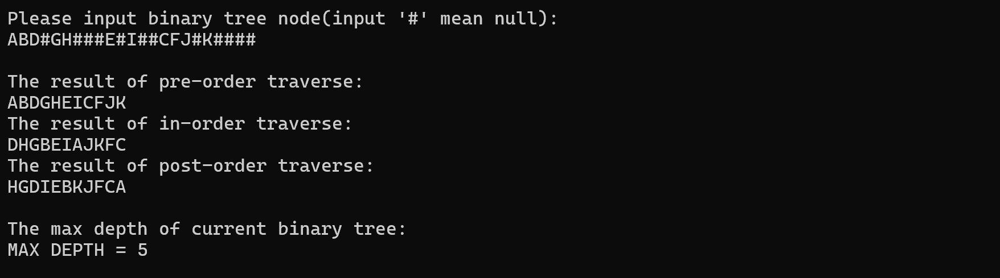 Please input binary tree node(input '#' mean null):
ABD#GH###E#I##CFJ#K####
The result of pre-order traverse:
ABDGHEICFJK
The result of in-order traverse:
DHGBEIAJKFC
The result of post-order traverse:
HGDIEBKJFCA
The max depth of current binary tree:
MAX DEPTH = 5